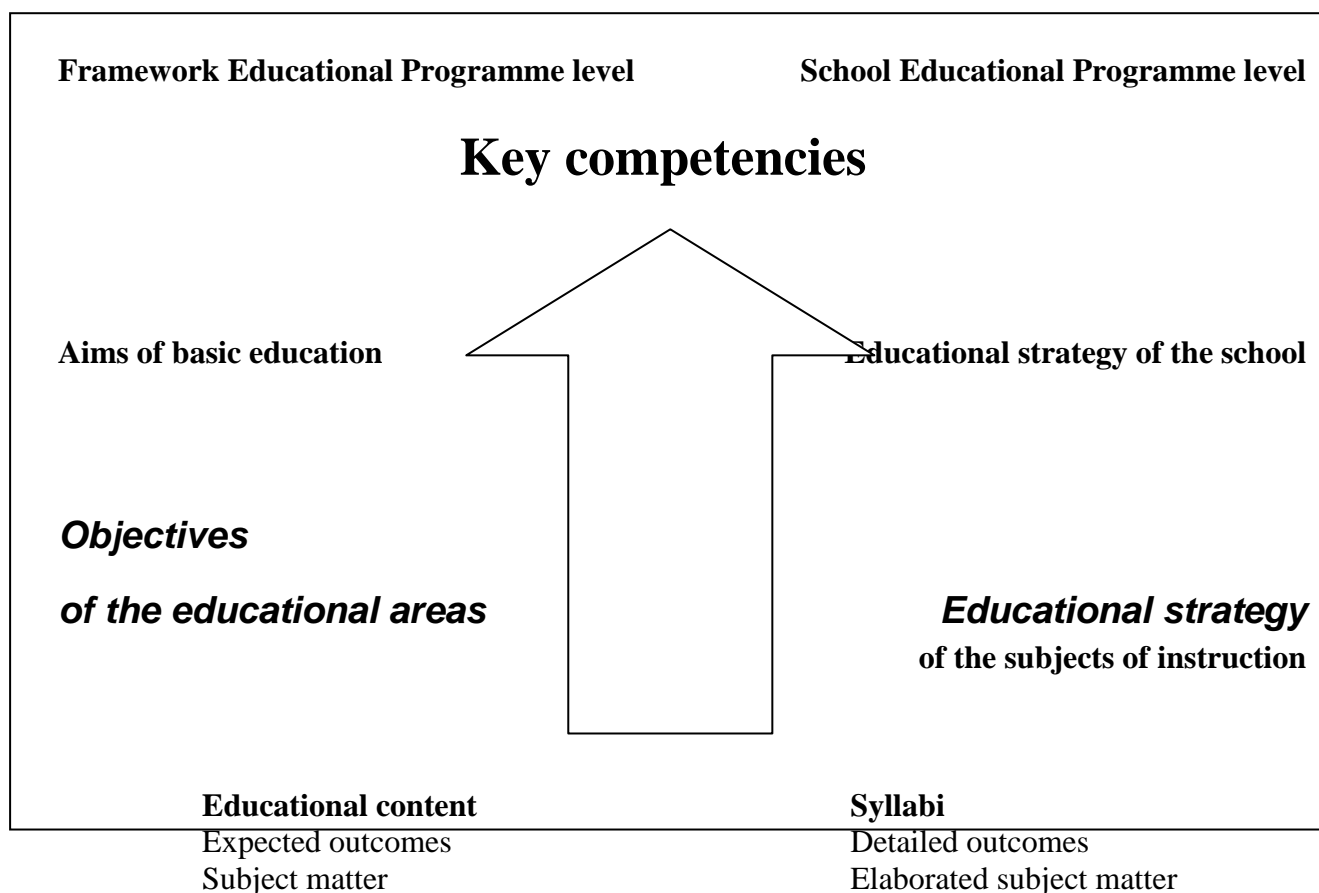 Framework Educational Programme level
School Educational Programme level
Key competencies
Aims of basic education
Educational strategy of the school
Objectives
of the educational areas
Educational strategy
of the subjects of instruction
Educational content
Expected outcomes
Subject matter
Syllabi
Detailed outcomes
Elaborated subject matter